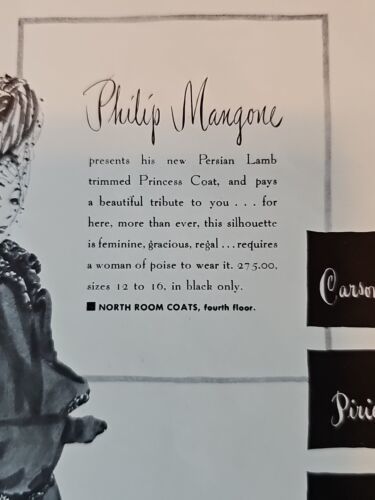 Philip Mangone
presents his new Persian Lamb
trimmed Princess Coat, and pays
a beautiful tribute to you . . . for
here, more than ever, this silhouette
is feminine, gracious, regal . . . requires
a woman of poise to wear it. 275.00,
sizes 12 to 16, in black only.
■ NORTH ROOM COATS, fourth floor.
Carson
Pirie